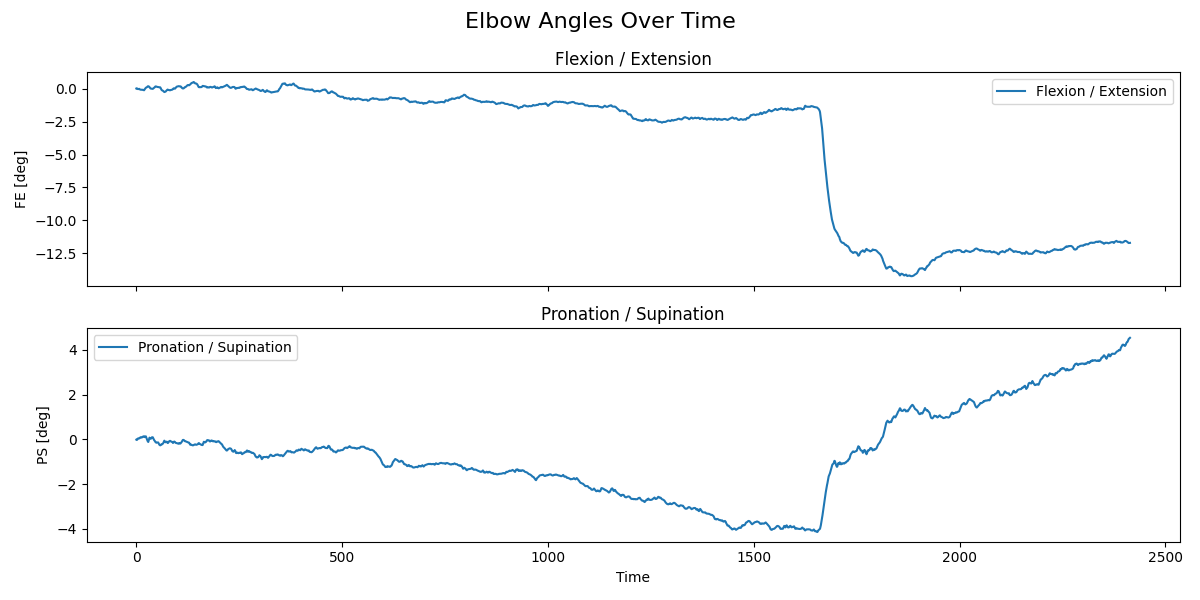 Elbow Angles Over Time
Flexion / Extension
Flexion / Extension
FE [deg]
0.0
−2.5
−5.0
−7.5
−10.0
−12.5
Pronation / Supination
Pronation / Supination
PS [deg]
4
2
0
−2
−4
0 500 1000 1500 2000 2500
Time